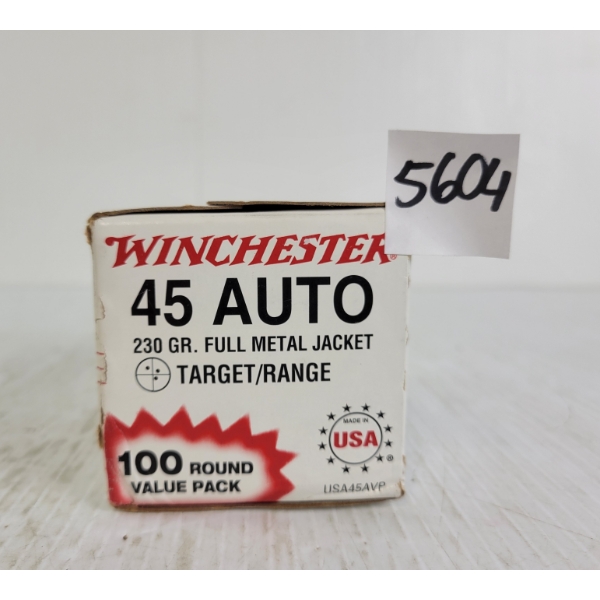 5604
WINCHESTER®
45 AUTO
230 GR. FULL METAL JACKET
TARGET/RANGE
MADE IN
USA
®
100 ROUND
VALUE PACK
USA45AVP